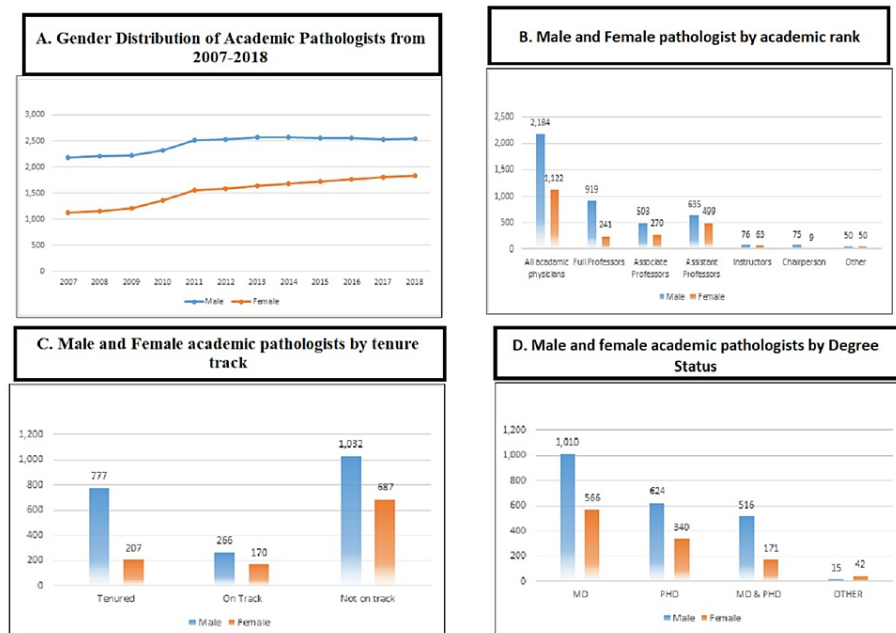 A. Gender Distribution of Academic Pathologists from
2007-2018
3,000
2,500
2,000
1,500
1,000
500
0
2007 2008 2009 2010 2011 2012 2013 2014 2015 2016 2017 2018
Male Female
B. Male and Female pathologist by academic rank
2,500
2,000
1,500
1,000
500
0
2,184
1,122
919
241
503
270
635
499
76 63
75 9
50 50
All academic
physicians
Full Professors
Associate
Professors
Assistant
Professors
Instructors
Chairperson
Other
Male Female
C. Male and Female academic pathologists by tenure
track
1,200
1,000
800
600
400
200
0
777
207
266
170
1,032
687
Tenured On Track Not on track
Male Female
D. Male and female academic pathologists by Degree
Status
1,200
1,000
800
600
400
200
0
1,010
566
624
340
516
171
15 42
MD PHD MD & PHD OTHER
Male Female